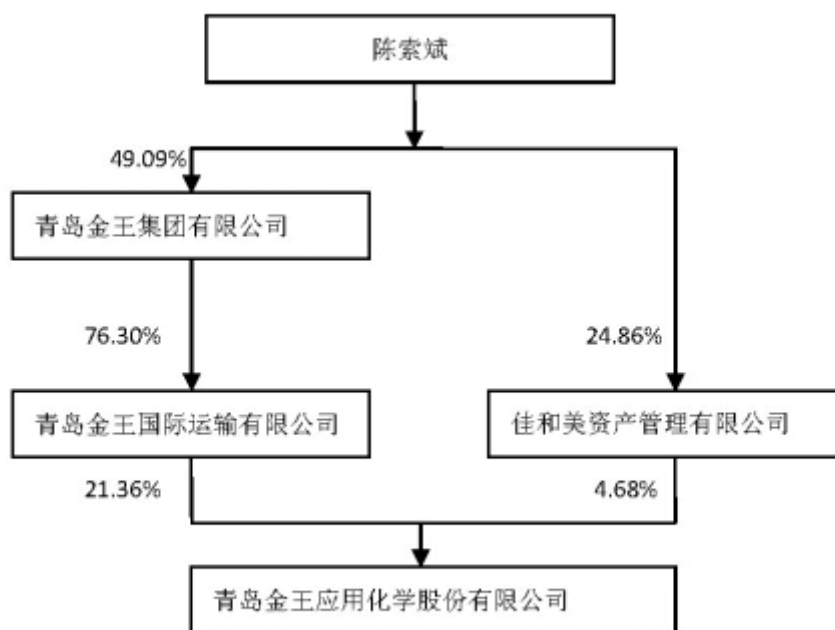 陈索斌
49.09%
青岛金王集团有限公司
76.30%
24.86%
青岛金王国际运输有限公司
佳和美资产管理有限公司
21.36%
4.68%
青岛金王应用化学股份有限公司